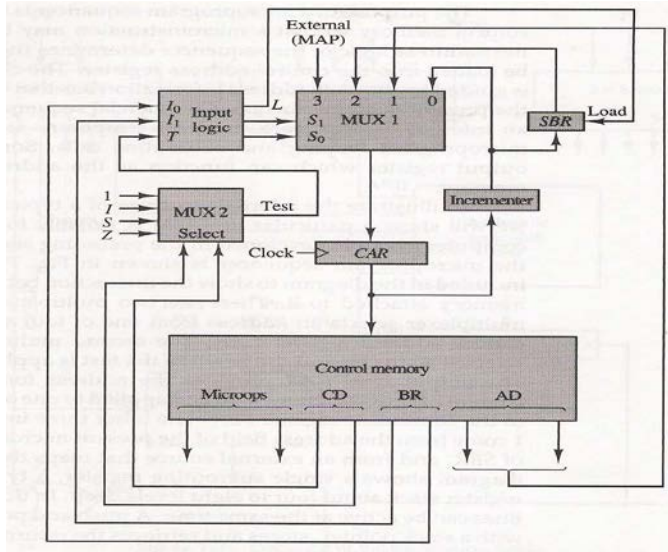 External
(MAP)
I0
I1
T
Input
logic
L
3 2 1 0
S1
S0
MUX 1
SBR
Load
1
I
S
Z
MUX 2
Select
Test
Incrementer
Clock
CAR
Control memory
Microops CD BR AD